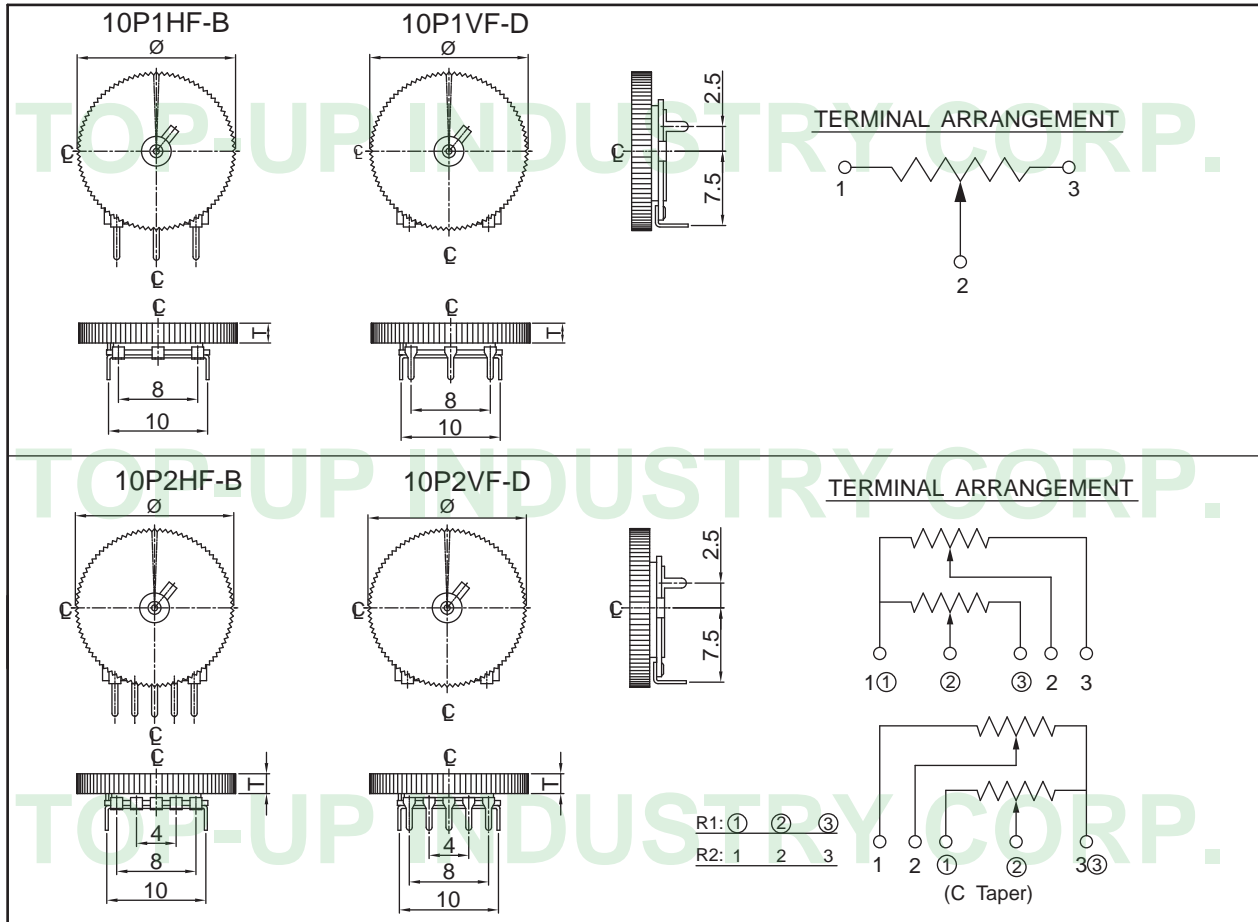 10P1HF-B
10P1VF-D
Ø
Ø
2.5
7.5
℄
℄
℄
℄
℄
TERMINAL ARRANGEMENT
1
3
2
℄
℄
T
T
8
10
8
10
TOP-UP INDUSTRY CORP.
10P2HF-B
10P2VF-D
Ø
Ø
2.5
7.5
℄
℄
℄
℄
℄
TERMINAL ARRANGEMENT
1① ② ③ 2 3
℄
℄
T
T
4
8
10
4
8
10
R1: ① ② ③
R2: 1 2 3
1 2 ① ② 3③
(C Taper)
TOP-UP INDUSTRY CORP.
TOP-UP INDUSTRY CORP.